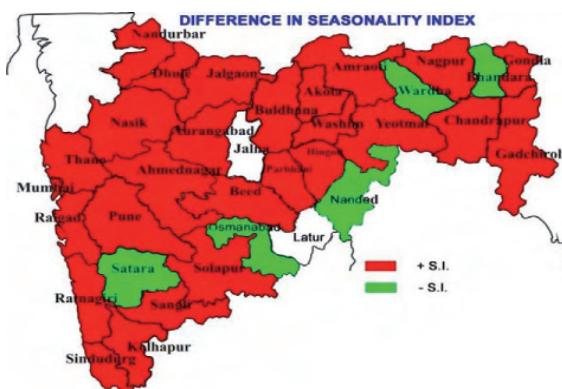 DIFFERENCE IN SEASONALITY INDEX
Nandurbar
Dhule
Jalgaon
Amraoti
Nagpur
Gondia
Bhandara
Wardha
Akola
Buldhana
Washim
Yeotmal
Chandrapur
Gadchirol
Nasik
Aurangabad
Jalna
Hingoli
Parbhani
Thane
Ahmednagar
Mumbai
Raigad
Pune
Beed
Nanded
Osmanabad
Latur
Satara
Solapur
Ratnagiri
Sangli
Kolhapur
Sindudurg
+ S.I.
- S.I.